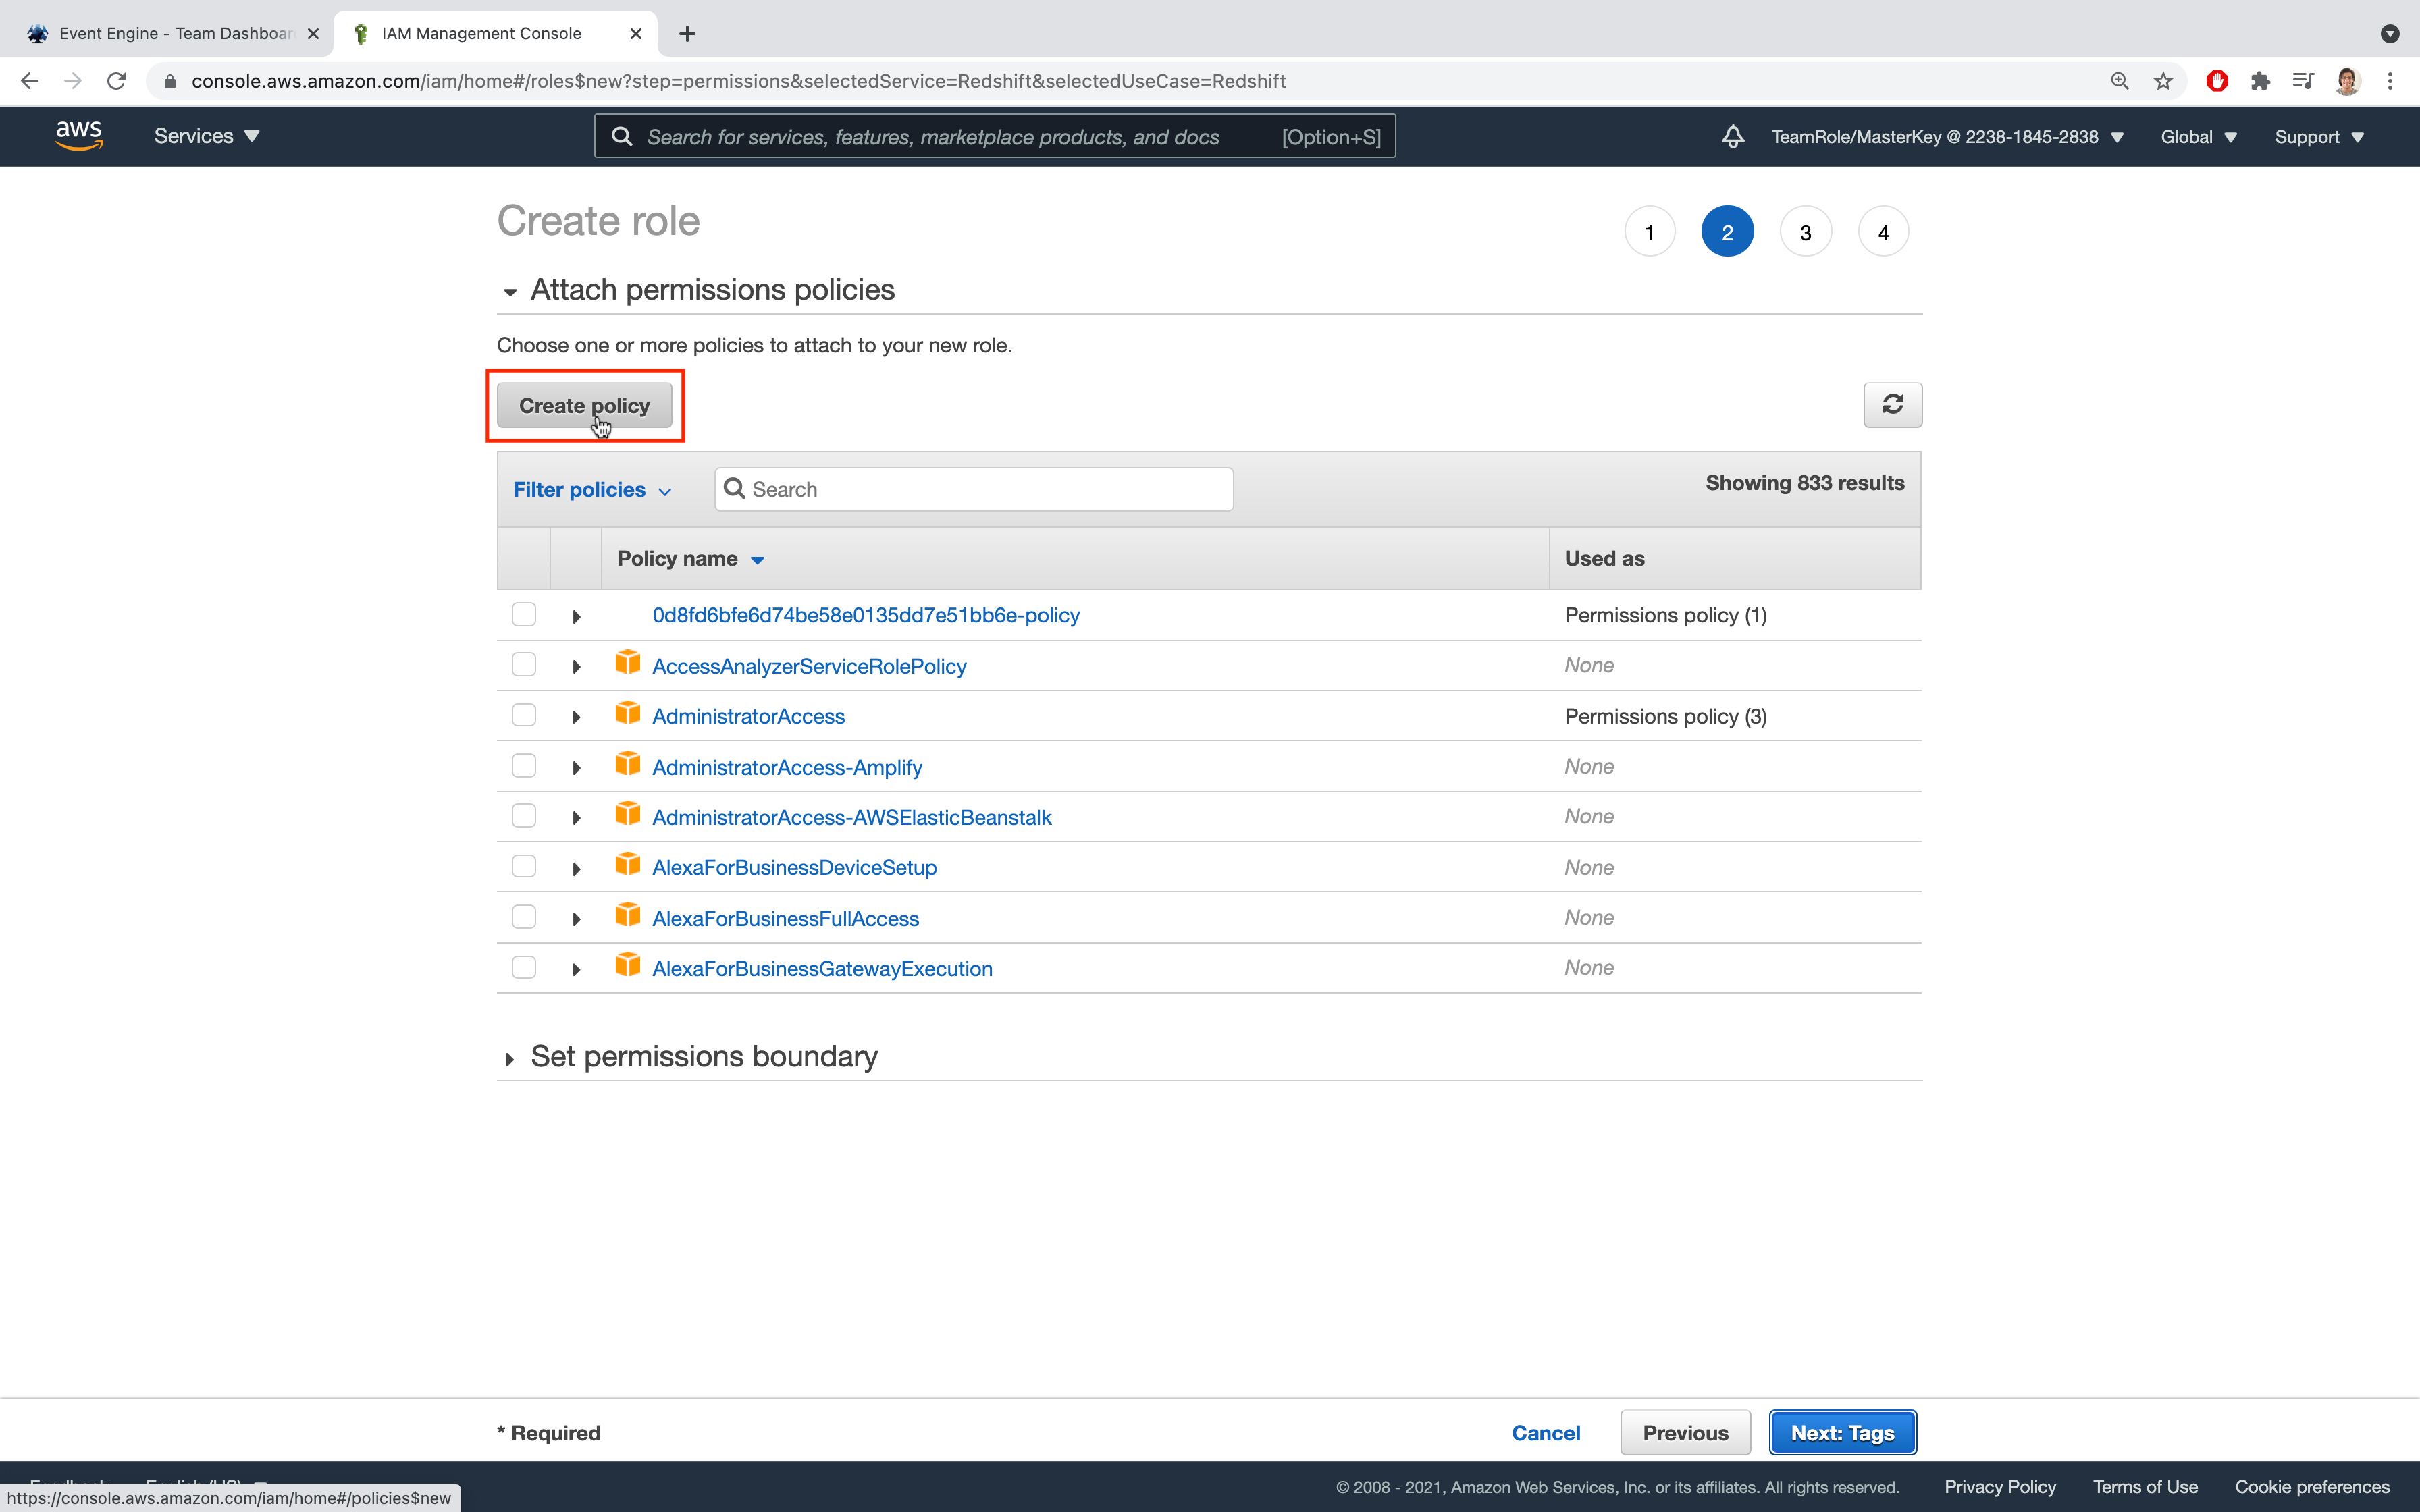 Event Engine - Team Dashboar
IAM Management Console
console.aws.amazon.com/iam/home#/roles$new?step=permissions&selectedService=Redshift&selectedUseCase=Redshift
aws
Services
Search for services, features, marketplace products, and docs [Option+S]
TeamRole/MasterKey @ 2238-1845-2838
Global
Support
Create role
1 2 3 4
Attach permissions policies
Choose one or more policies to attach to your new role.
Create policy
Filter policies
Search
Showing 833 results
Policy name Used as
0d8fd6bfe6d74be58e0135dd7e51bb6e-policy Permissions policy (1)
AccessAnalyzerServiceRolePolicy None
AdministratorAccess Permissions policy (3)
AdministratorAccess-Amplify None
AdministratorAccess-AWSElasticBeanstalk None
AlexaForBusinessDeviceSetup None
AlexaForBusinessFullAccess None
AlexaForBusinessGatewayExecution None
Set permissions boundary
* Required
Cancel
Previous
Next: Tags
© 2008 - 2021, Amazon Web Services, Inc. or its affiliates. All rights reserved. Privacy Policy Terms of Use Cookie preferences
https://console.aws.amazon.com/iam/home#/policies$new